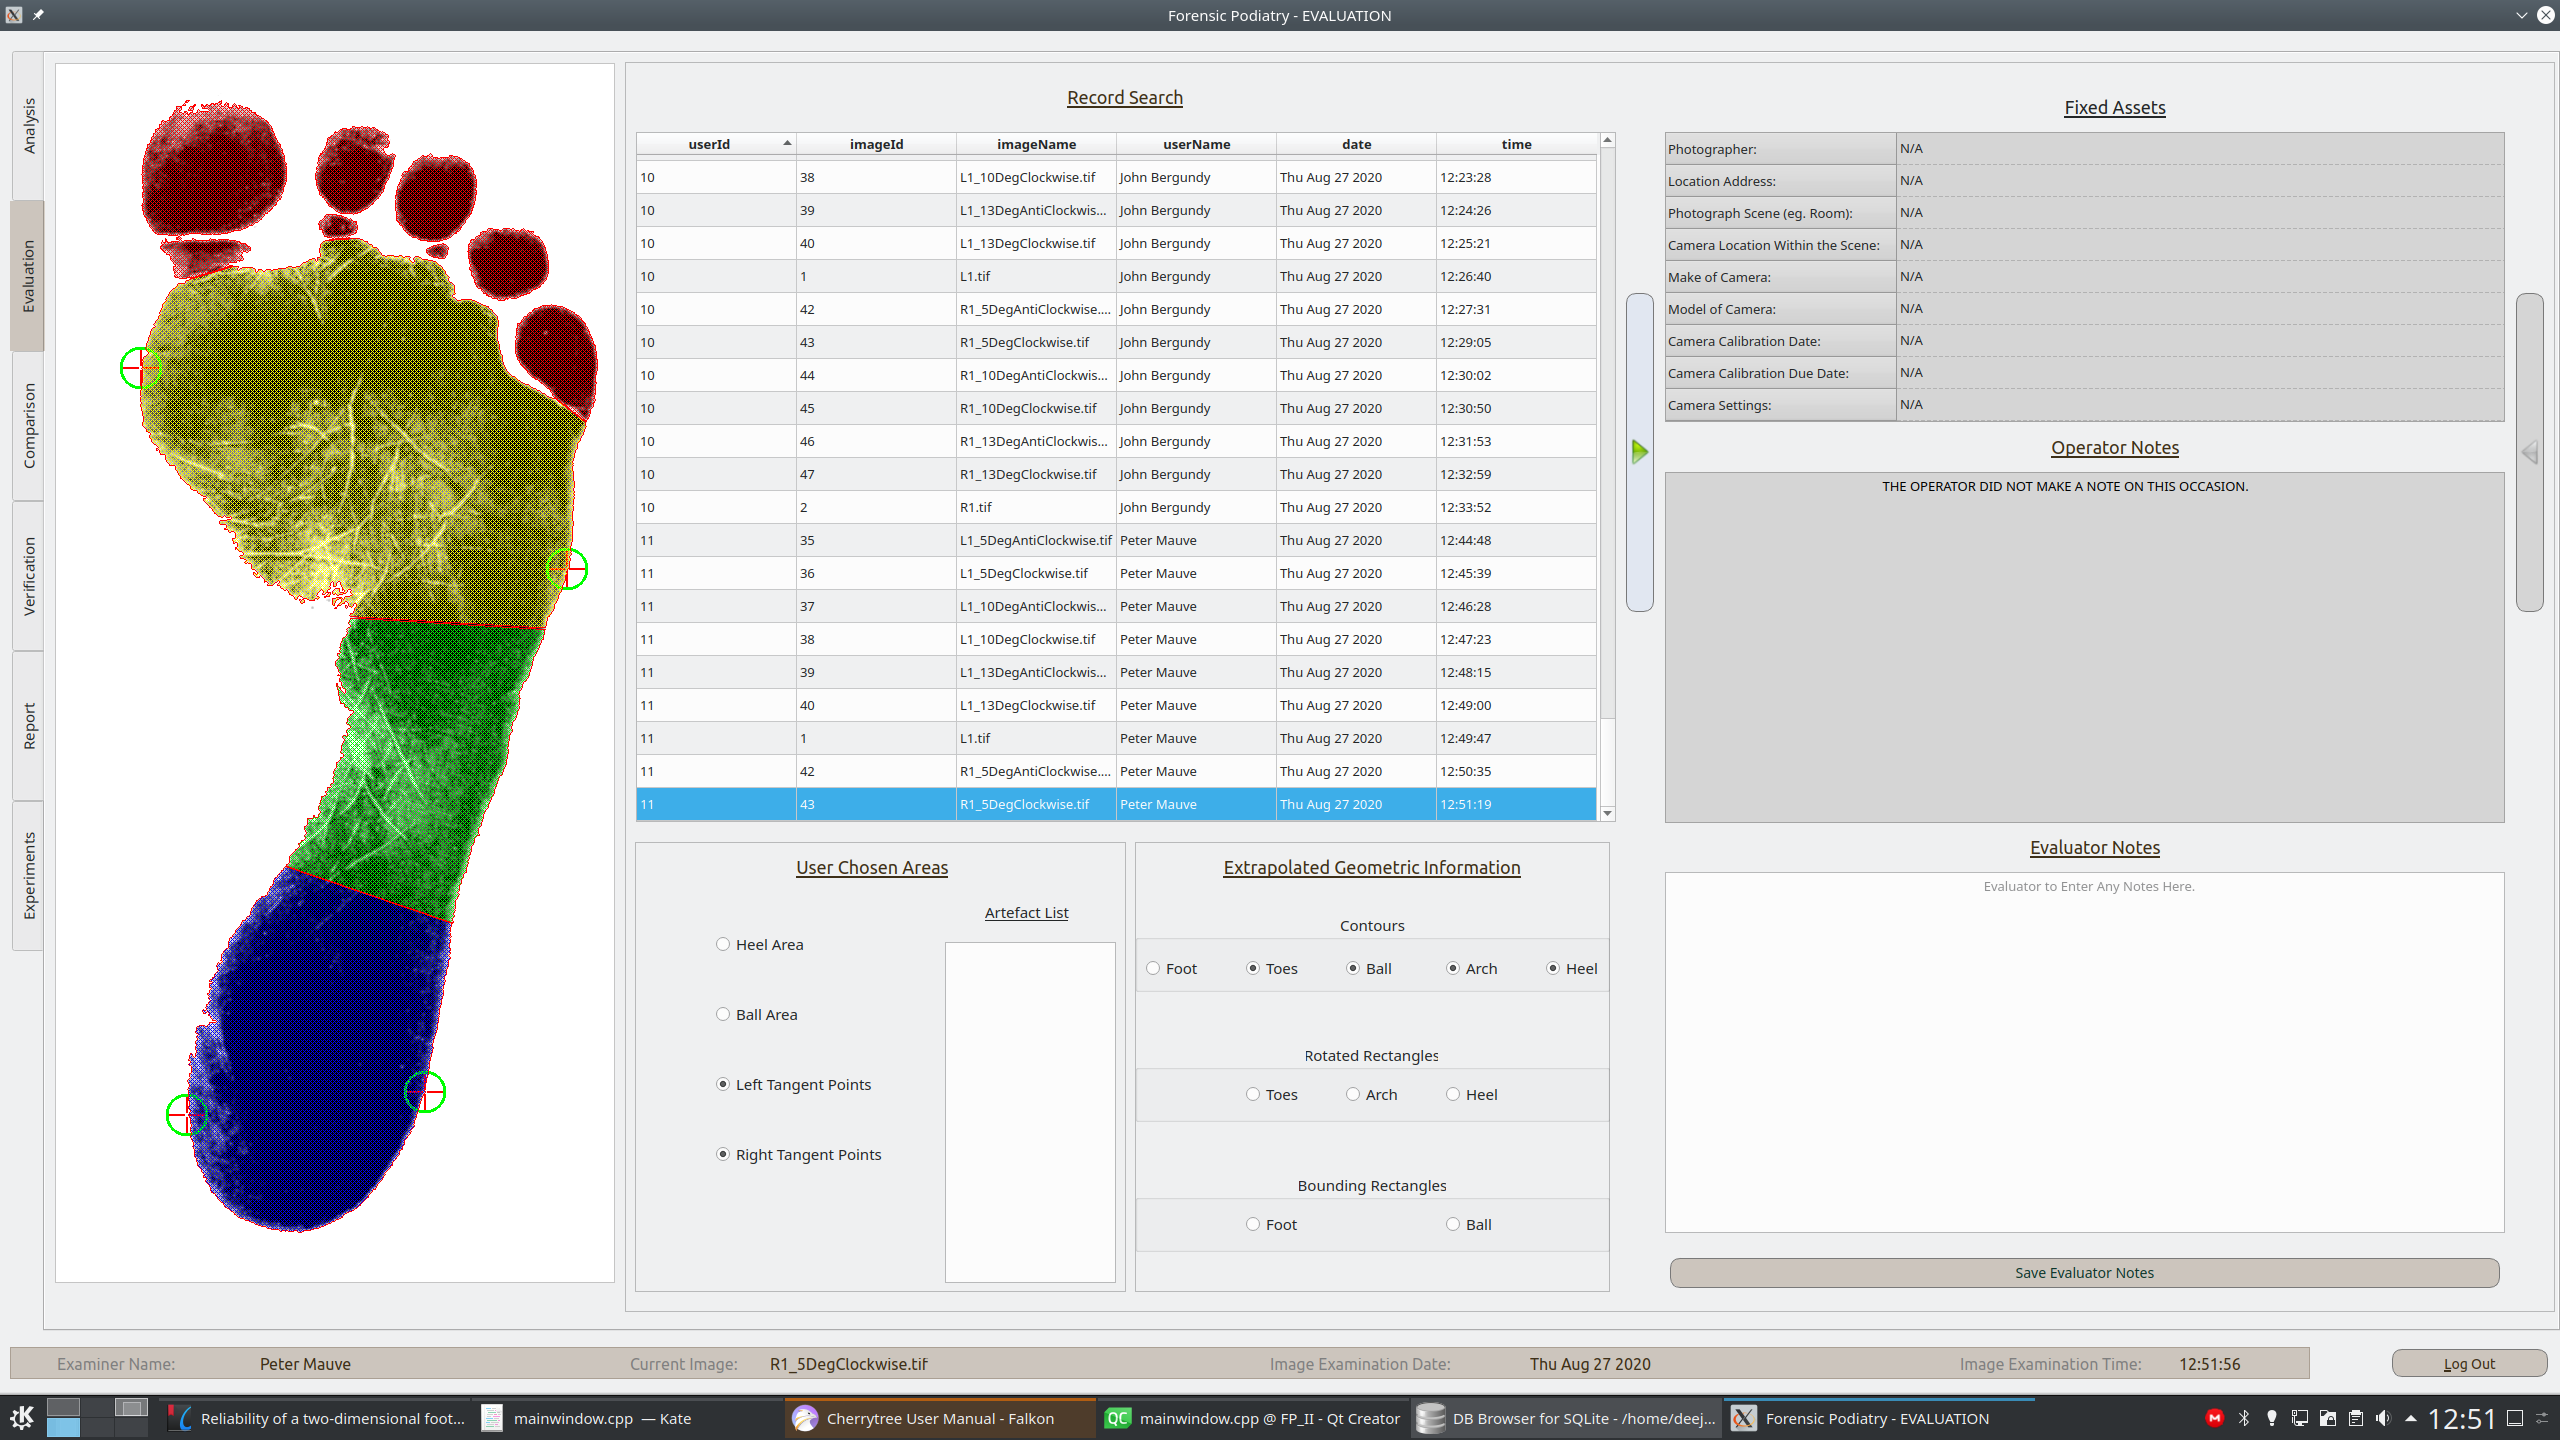 Forensic Podiatry - EVALUATION
Analysis
Evaluation
Comparison
Verification
Report
Experiments
Record Search
userId imageId imageName userName date time
10 38 L1_10DegClockwise.tif John Bergundy Thu Aug 27 2020 12:23:28
10 39 L1_13DegAntiClockwis... John Bergundy Thu Aug 27 2020 12:24:26
10 40 L1_13DegClockwise.tif John Bergundy Thu Aug 27 2020 12:25:21
10 1 L1.tif John Bergundy Thu Aug 27 2020 12:26:40
10 42 R1_5DegAntiClockwise.... John Bergundy Thu Aug 27 2020 12:27:31
10 43 R1_5DegClockwise.tif John Bergundy Thu Aug 27 2020 12:29:05
10 44 R1_10DegAntiClockwis... John Bergundy Thu Aug 27 2020 12:30:02
10 45 R1_10DegClockwise.tif John Bergundy Thu Aug 27 2020 12:30:50
10 46 R1_13DegAntiClockwis... John Bergundy Thu Aug 27 2020 12:31:53
10 47 R1_13DegClockwise.tif John Bergundy Thu Aug 27 2020 12:32:59
10 2 R1.tif John Bergundy Thu Aug 27 2020 12:33:52
11 35 L1_5DegAntiClockwise.tif Peter Mauve Thu Aug 27 2020 12:44:48
11 36 L1_5DegClockwise.tif Peter Mauve Thu Aug 27 2020 12:45:39
11 37 L1_10DegAntiClockwis... Peter Mauve Thu Aug 27 2020 12:46:28
11 38 L1_10DegClockwise.tif Peter Mauve Thu Aug 27 2020 12:47:23
11 39 L1_13DegAntiClockwis... Peter Mauve Thu Aug 27 2020 12:48:15
11 40 L1_13DegClockwise.tif Peter Mauve Thu Aug 27 2020 12:49:00
11 1 L1.tif Peter Mauve Thu Aug 27 2020 12:49:47
11 42 R1_5DegAntiClockwise.... Peter Mauve Thu Aug 27 2020 12:50:35
11 43 R1_5DegClockwise.tif Peter Mauve Thu Aug 27 2020 12:51:19
User Chosen Areas
Artefact List
Heel Area
Ball Area
Left Tangent Points
Right Tangent Points
Extrapolated Geometric Information
Contours
Foot Toes Ball Arch Heel
Rotated Rectangles
Toes Arch Heel
Bounding Rectangles
Foot Ball
Fixed Assets
Photographer: N/A
Location Address: N/A
Photograph Scene (eg. Room): N/A
Camera Location Within the Scene: N/A
Make of Camera: N/A
Model of Camera: N/A
Camera Calibration Date: N/A
Camera Calibration Due Date: N/A
Camera Settings: N/A
Operator Notes
THE OPERATOR DID NOT MAKE A NOTE ON THIS OCCASION.
Evaluator Notes
Evaluator to Enter Any Notes Here.
Save Evaluator Notes
Examiner Name: Peter Mauve Current Image: R1_5DegClockwise.tif Image Examination Date: Thu Aug 27 2020 Image Examination Time: 12:51:56
Log Out
Reliability of a two-dimensional foot... mainwindow.cpp — Kate Cherrytree User Manual - Falkon QC mainwindow.cpp @ FP_II - Qt Creator DB Browser for SQLite - /home/deej... Forensic Podiatry - EVALUATION M 12:51